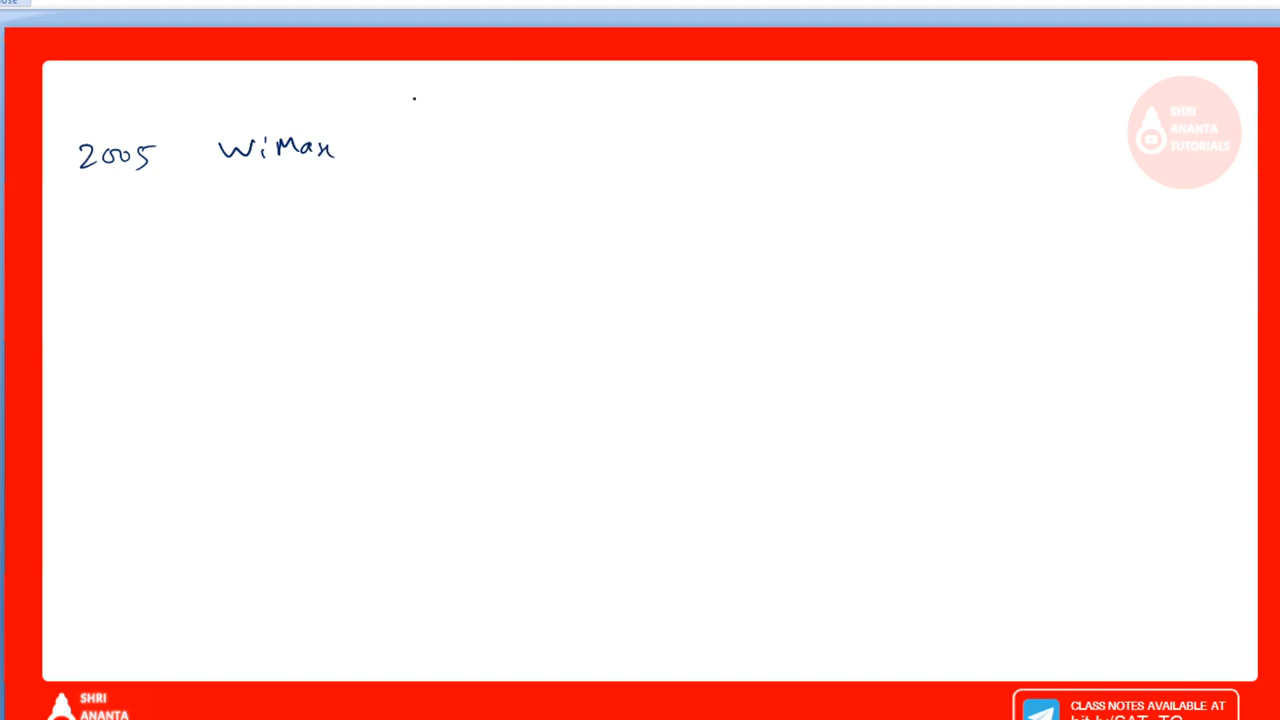 SHRI
ANANTA
TUTORIALS
2005 WiMax
SHRI
ANANTA
CLASS NOTES AVAILABLE AT